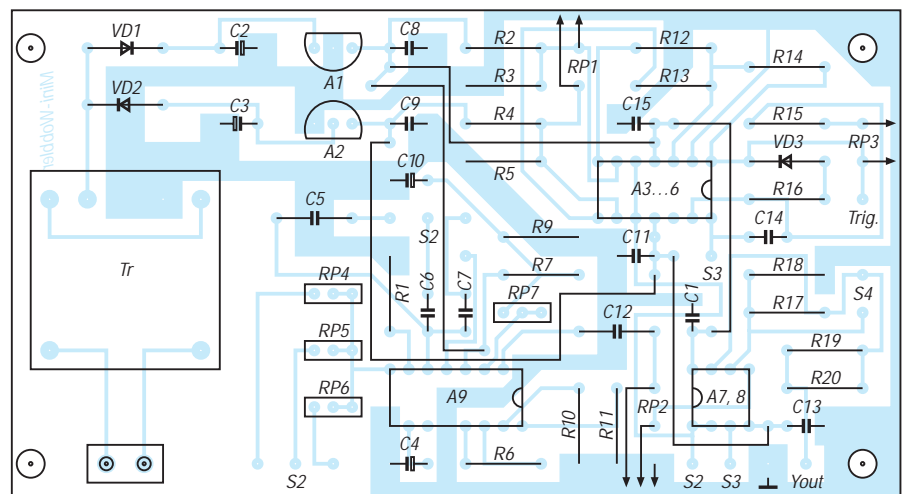 VD1
C2
C8
R2
R12
A1
RP1
R14
Mini-Wobbler
VD2
R3
R13
C3
C9
R4
C15
R15
A2
VD3
RP3
C10
R5
A3...6
R16
C5
S2
R9
C11
C14
Trig.
Tr
R7
S3
R18
RP4
R1
C6
C7
RP7
C1
R17
S4
RP5
C12
R19
RP6
A9
R10
R11
RP2
A7, 8
R20
C13
C4
R6
S2
S2
S3
Yout